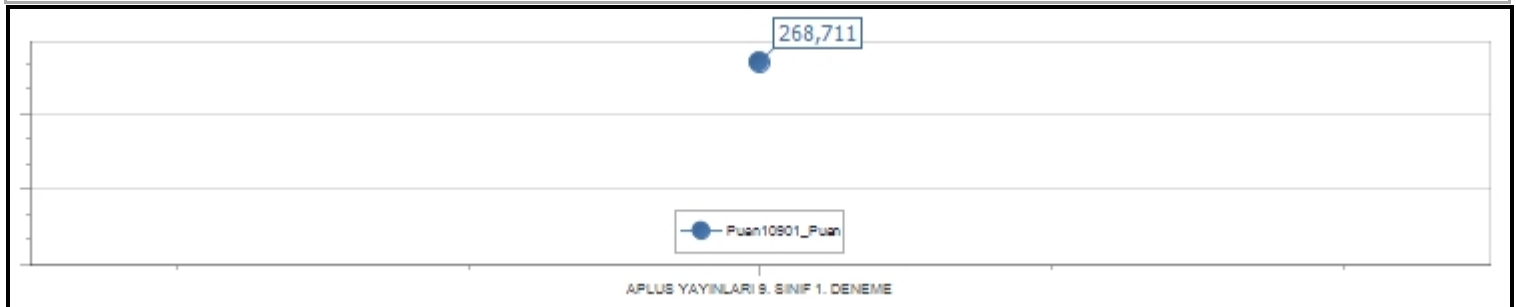 268,711
Puan10901_Puan
APLUS YAYINLARI 9. SINIF 1. DENEME